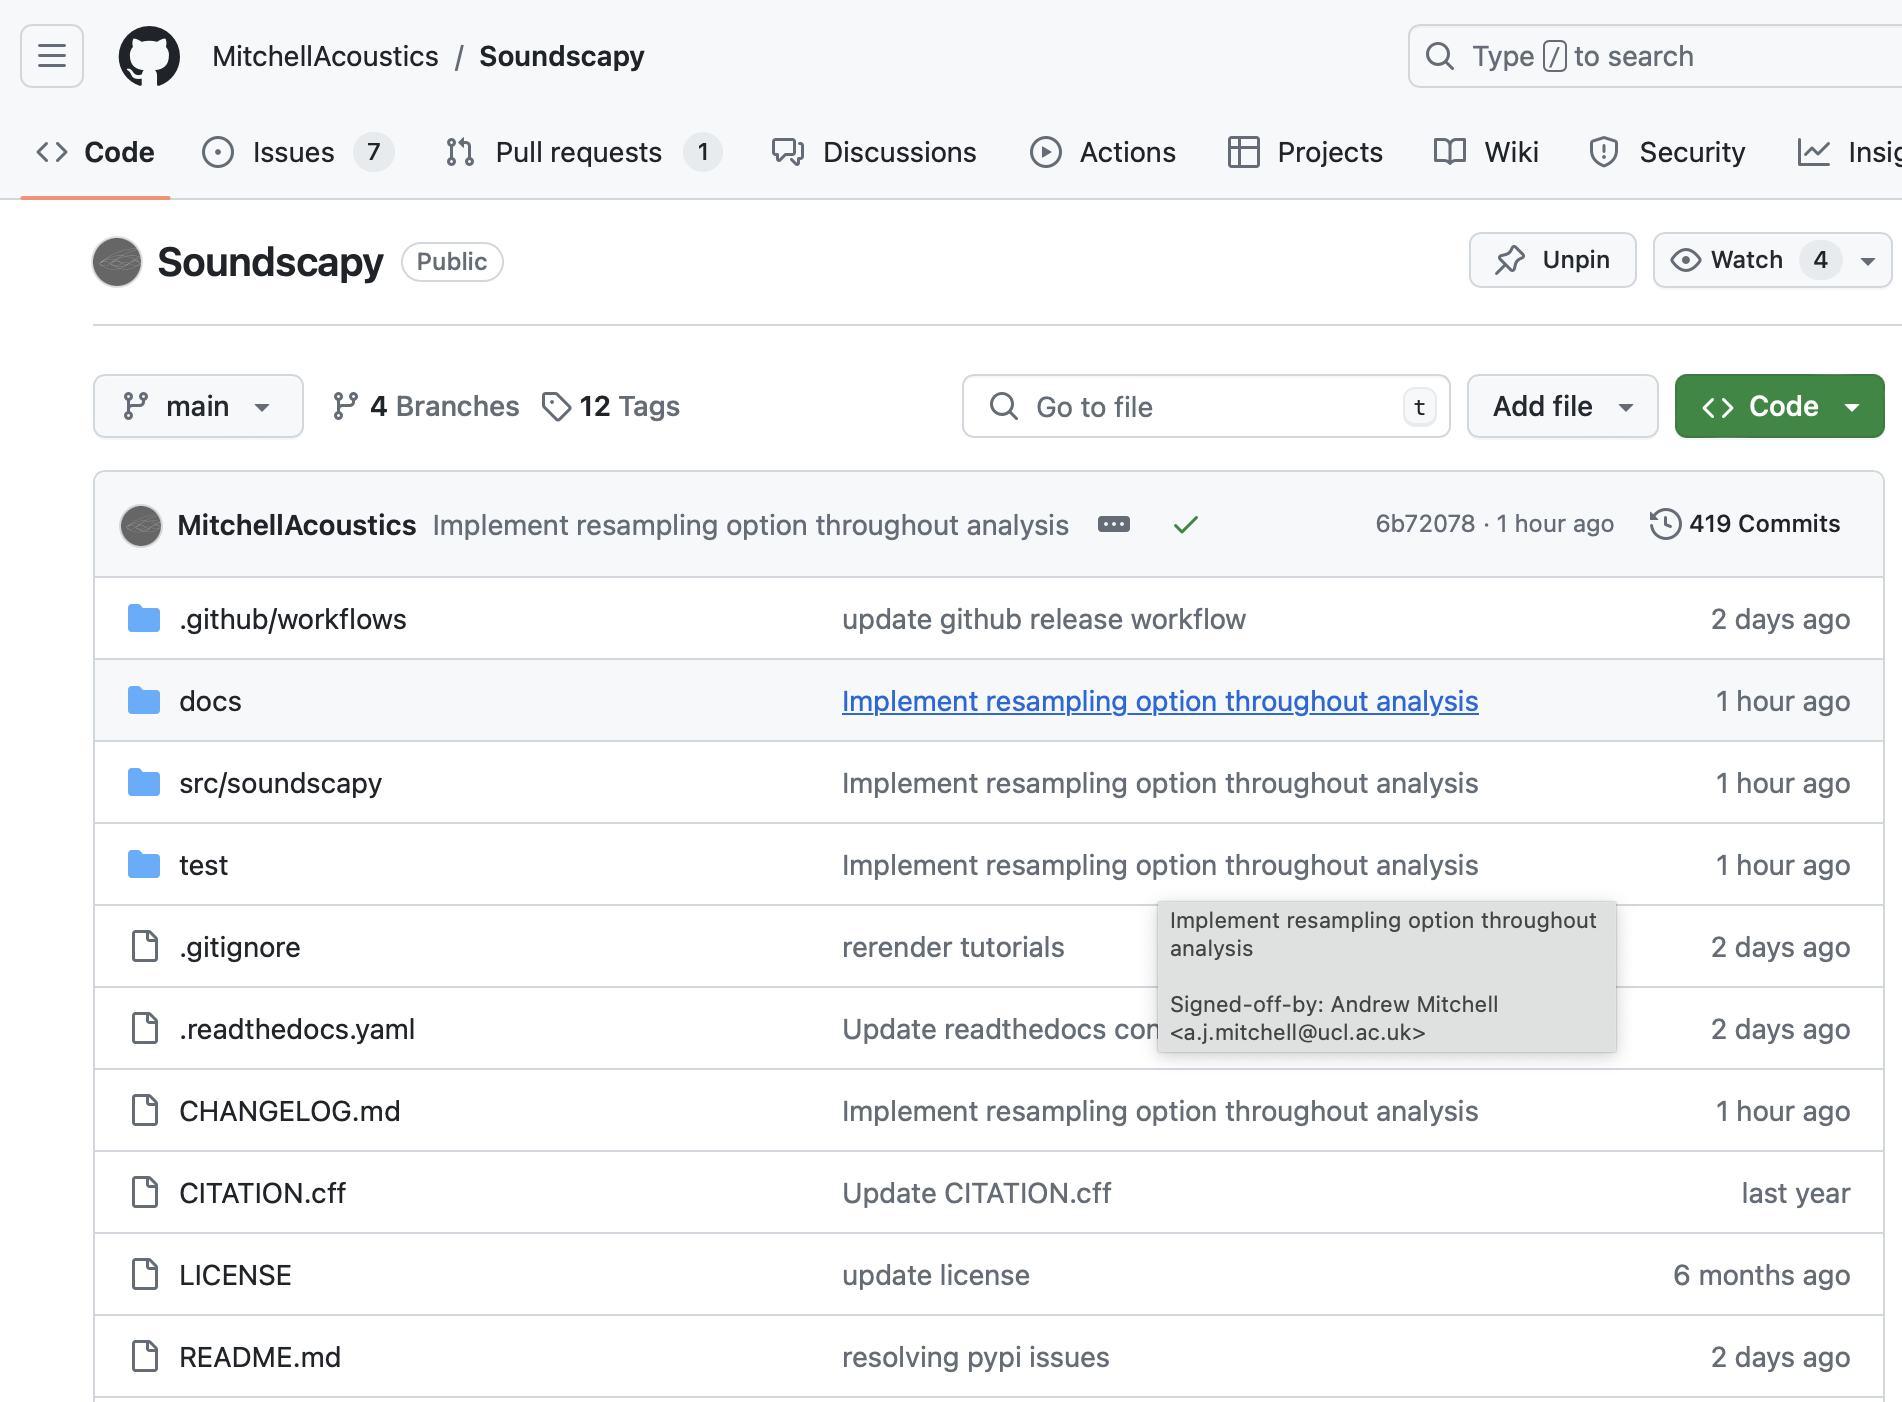 MitchellAcoustics / Soundscapy
Type / to search
Code Issues 7 Pull requests 1 Discussions Actions Projects Wiki Security
Soundscapy Public
Unpin Watch 4
main 4 Branches 12 Tags
Go to file t Add file Code
MitchellAcoustics Implement resampling option throughout analysis 6b72078 · 1 hour ago 419 Commits
.github/workflows update github release workflow 2 days ago
docs Implement resampling option throughout analysis 1 hour ago
src/soundscapy Implement resampling option throughout analysis 1 hour ago
test Implement resampling option throughout analysis 1 hour ago
.gitignore rerender tutorials 2 days ago
.readthedocs.yaml Update readthedocs 2 days ago
Implement resampling option throughout
analysis
Signed-off-by: Andrew Mitchell
<a.j.mitchell@ucl.ac.uk>
CHANGELOG.md Implement resampling option throughout analysis 1 hour ago
CITATION.cff Update CITATION.cff last year
LICENSE update license 6 months ago
README.md resolving pypi issues 2 days ago